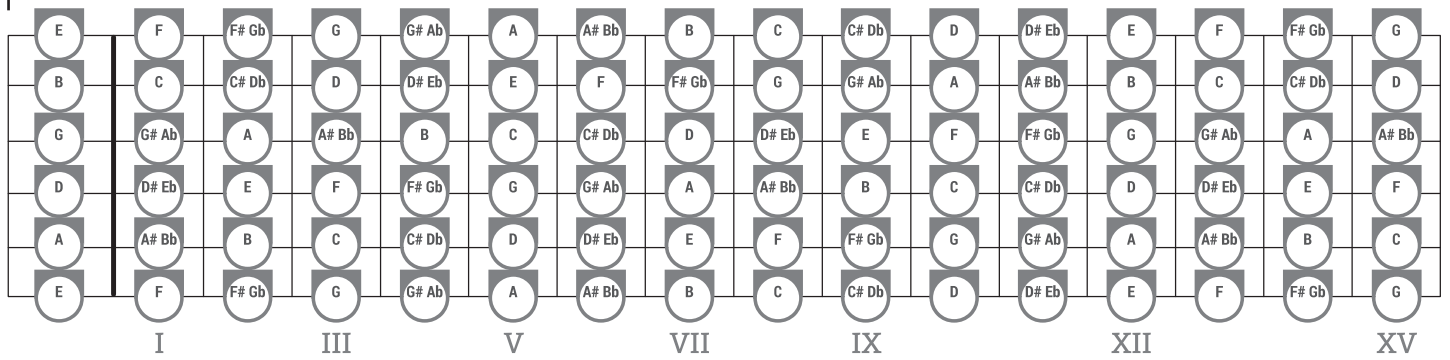 E F F# Gb G G# Ab A A# Bb B C C# Db D D# Eb E F F# Gb G
B C C# Db D D# Eb E F F# Gb G G# Ab A A# Bb B C C# Db D
G G# Ab A A# Bb B C C# Db D D# Eb E F F# Gb G G# Ab A A# Bb
D D# Eb E F F# Gb G G# Ab A A# Bb B C C# Db D D# Eb E F
A A# Bb B C C# Db D D# Eb E F F# Gb G G# Ab A A# Bb B C
E F F# Gb G G# Ab A A# Bb B C C# Db D D# Eb E F F# Gb G
I III V VII IX XII XV